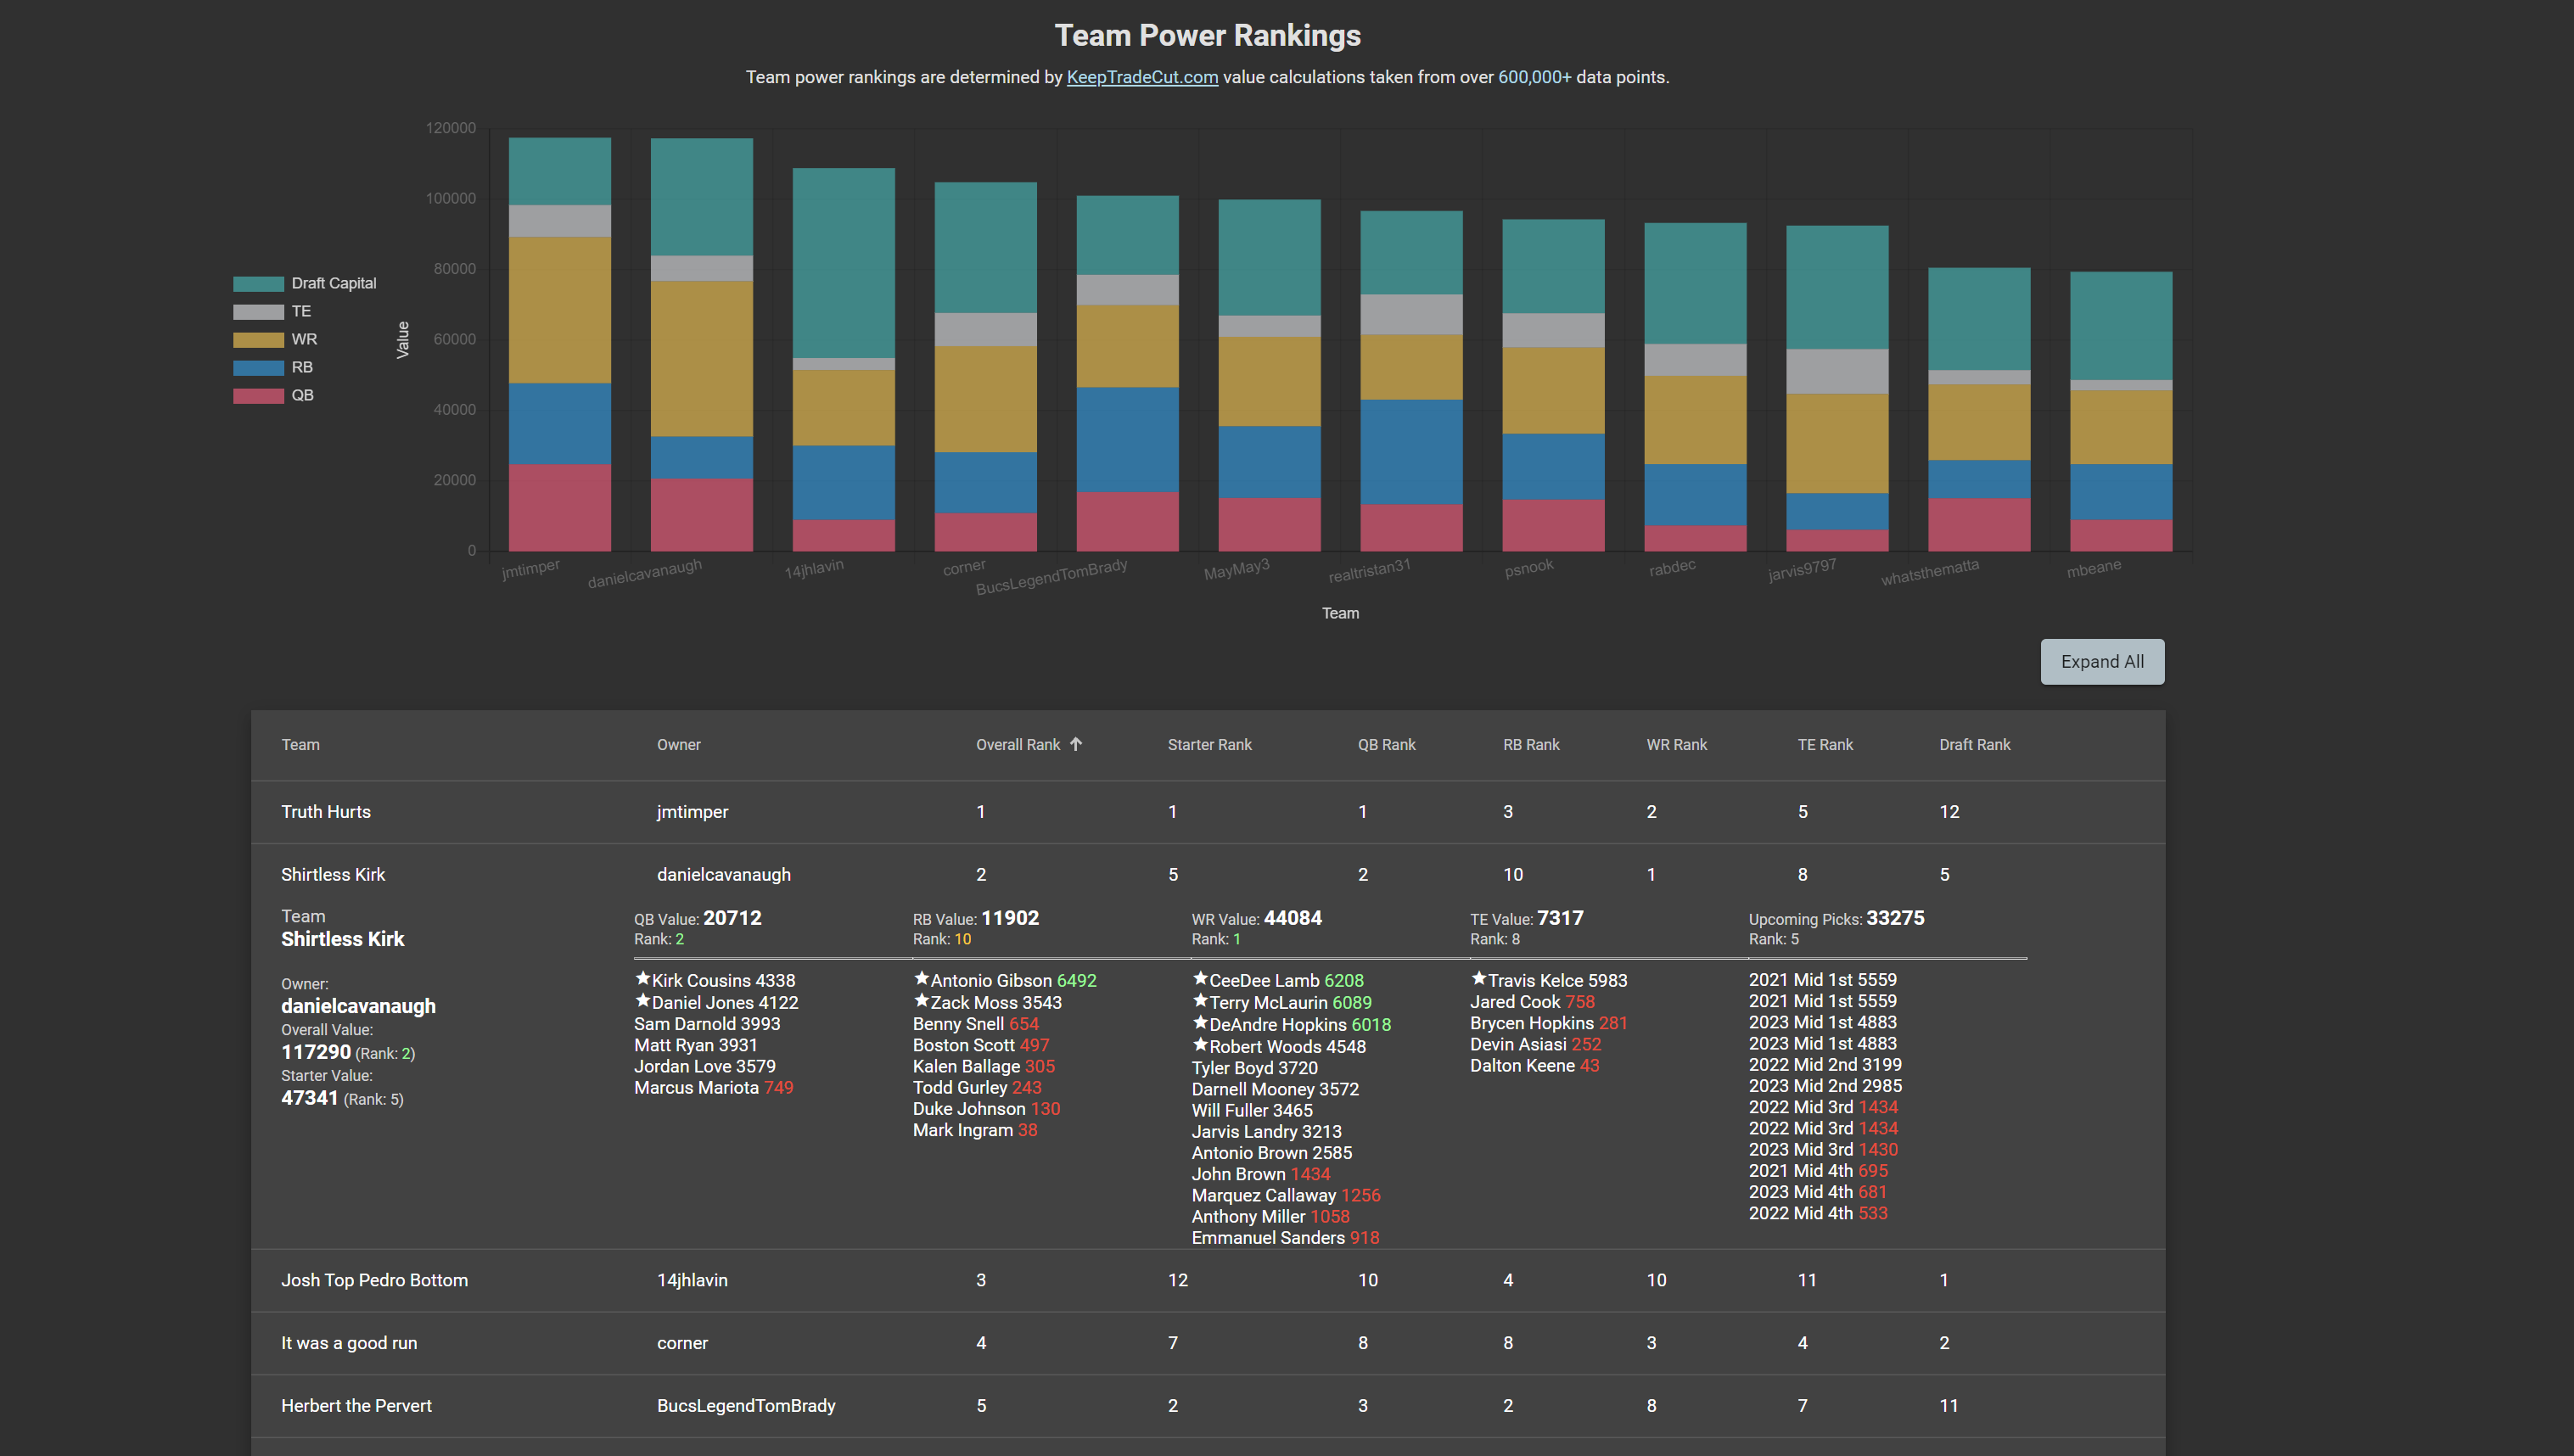 Team Power Rankings
Team power rankings are determined by KeepTradeCut.com value calculations taken from over 600,000+ data points.
120000
100000
80000
60000
40000
20000
0
Value
Draft Capital
TE
WR
RB
QB
jmtimper
danielcavanaugh
14jhlavin
corner
BucsLegendTomBrady
MayMay3
realtristan31
psnook
rabdec
jarvis9797
whatsthematta
mbeane
Team
Expand All
Team Owner Overall Rank Starter Rank QB Rank RB Rank WR Rank TE Rank Draft Rank
Truth Hurts jmtimper 1 1 1 3 2 5 12
Shirtless Kirk danielcavanaugh 2 5 2 10 1 8 5
Team
Shirtless Kirk
Owner:
danielcavanaugh
Overall Value:
117290 (Rank: 2)
Starter Value:
47341 (Rank: 5)
QB Value: 20712
Rank: 2
★Kirk Cousins 4338
★Daniel Jones 4122
Sam Darnold 3993
Matt Ryan 3931
Jordan Love 3579
Marcus Mariota 749
RB Value: 11902
Rank: 10
★Antonio Gibson 6492
★Zack Moss 3543
Benny Snell 654
Boston Scott 497
Kalen Ballage 305
Todd Gurley 243
Duke Johnson 130
Mark Ingram 38
WR Value: 44084
Rank: 1
★CeeDee Lamb 6208
★Terry McLaurin 6089
★DeAndre Hopkins 6018
★Robert Woods 4548
Tyler Boyd 3720
Darnell Mooney 3572
Will Fuller 3465
Jarvis Landry 3213
Antonio Brown 2585
John Brown 1434
Marquez Callaway 1256
Anthony Miller 1058
Emmanuel Sanders 918
TE Value: 7317
Rank: 8
★Travis Kelce 5983
Jared Cook 758
Brycen Hopkins 281
Devin Asiasi 252
Dalton Keene 43
Upcoming Picks: 33275
Rank: 5
2021 Mid 1st 5559
2021 Mid 1st 5559
2023 Mid 1st 4883
2023 Mid 1st 4883
2022 Mid 2nd 3199
2023 Mid 2nd 2985
2022 Mid 3rd 1434
2022 Mid 3rd 1434
2023 Mid 3rd 1430
2021 Mid 4th 695
2023 Mid 4th 681
2022 Mid 4th 533
Josh Top Pedro Bottom 14jhlavin 3 12 10 4 10 11 1
It was a good run corner 4 7 8 8 3 4 2
Herbert the Pervert BucsLegendTomBrady 5 2 3 2 8 7 11